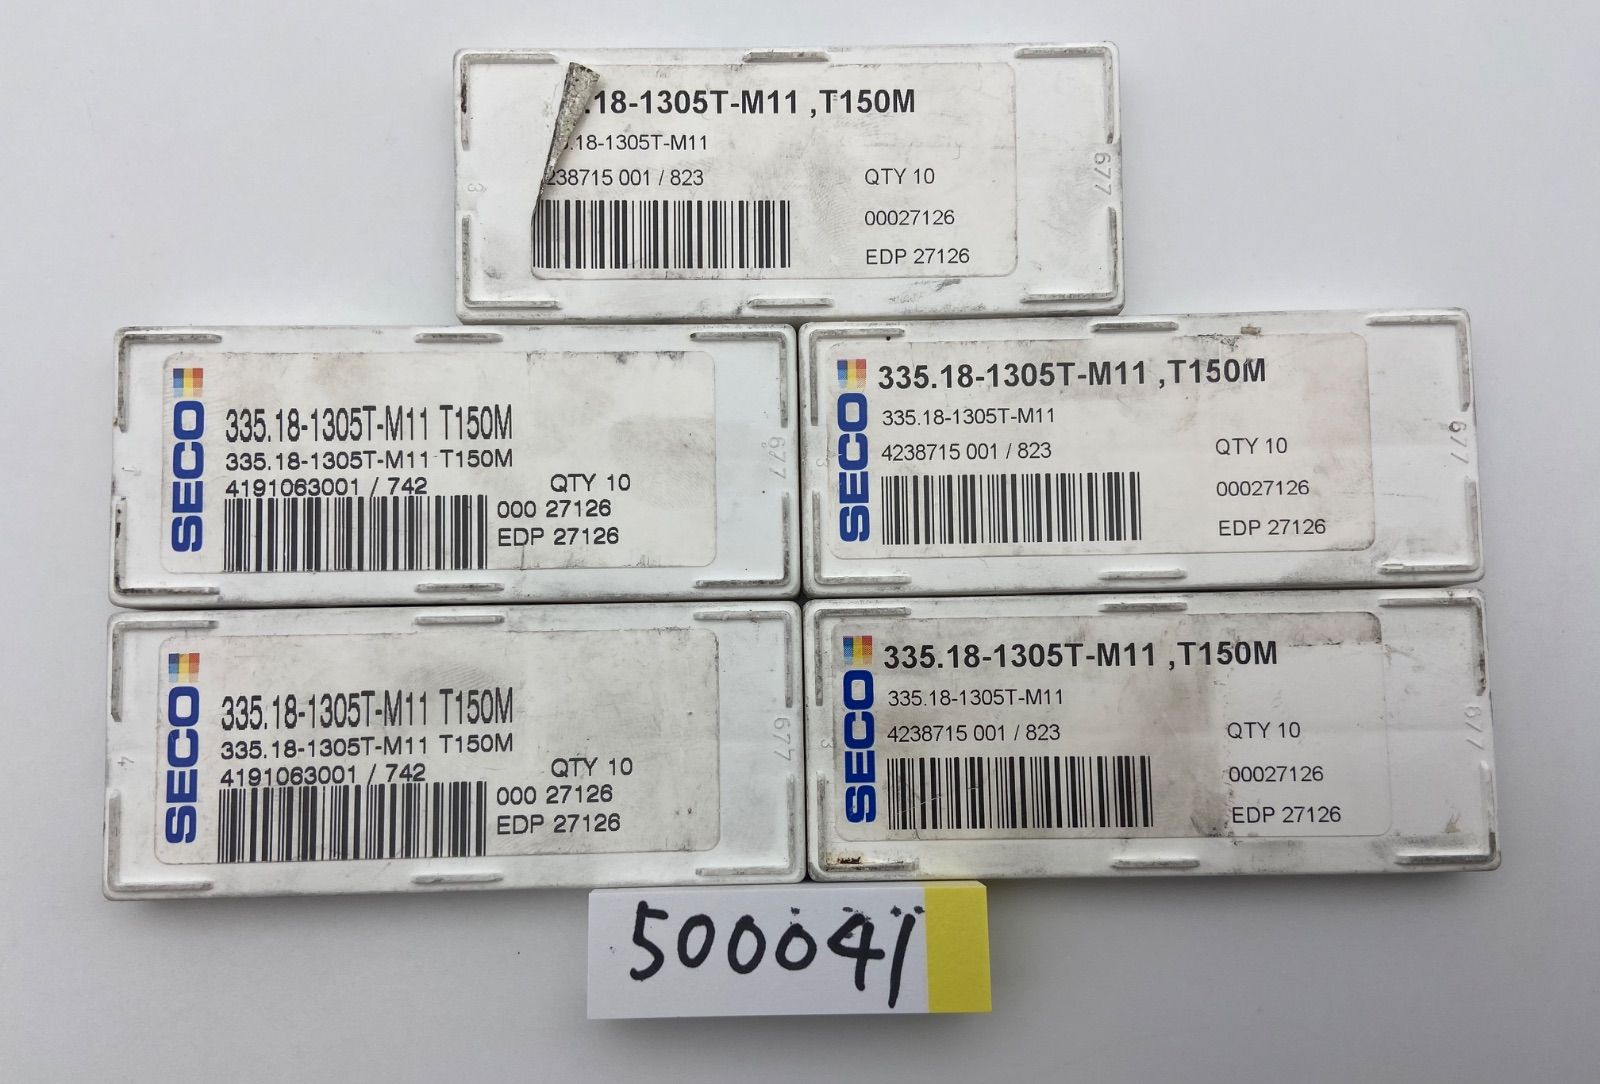 .18-1305T-M11 ,T150M
.18-1305T-M11
238715 001 / 823
QTY 10
00027126
EDP 27126
677
3
SECO
335.18-1305T-M11 T150M
335.18-1305T-M11 T150M
4191063001 / 742
QTY 10
000 27126
EDP 27126
677
SECO
335.18-1305T-M11 ,T150M
335.18-1305T-M11
4238715 001 / 823
QTY 10
00027126
EDP 27126
677
3
SECO
335.18-1305T-M11 T150M
335.18-1305T-M11 T150M
4191063001 / 742
QTY 10
000 27126
EDP 27126
677
4
SECO
335.18-1305T-M11 ,T150M
335.18-1305T-M11
4238715 001 / 823
QTY 10
00027126
EDP 27126
677
3
500041